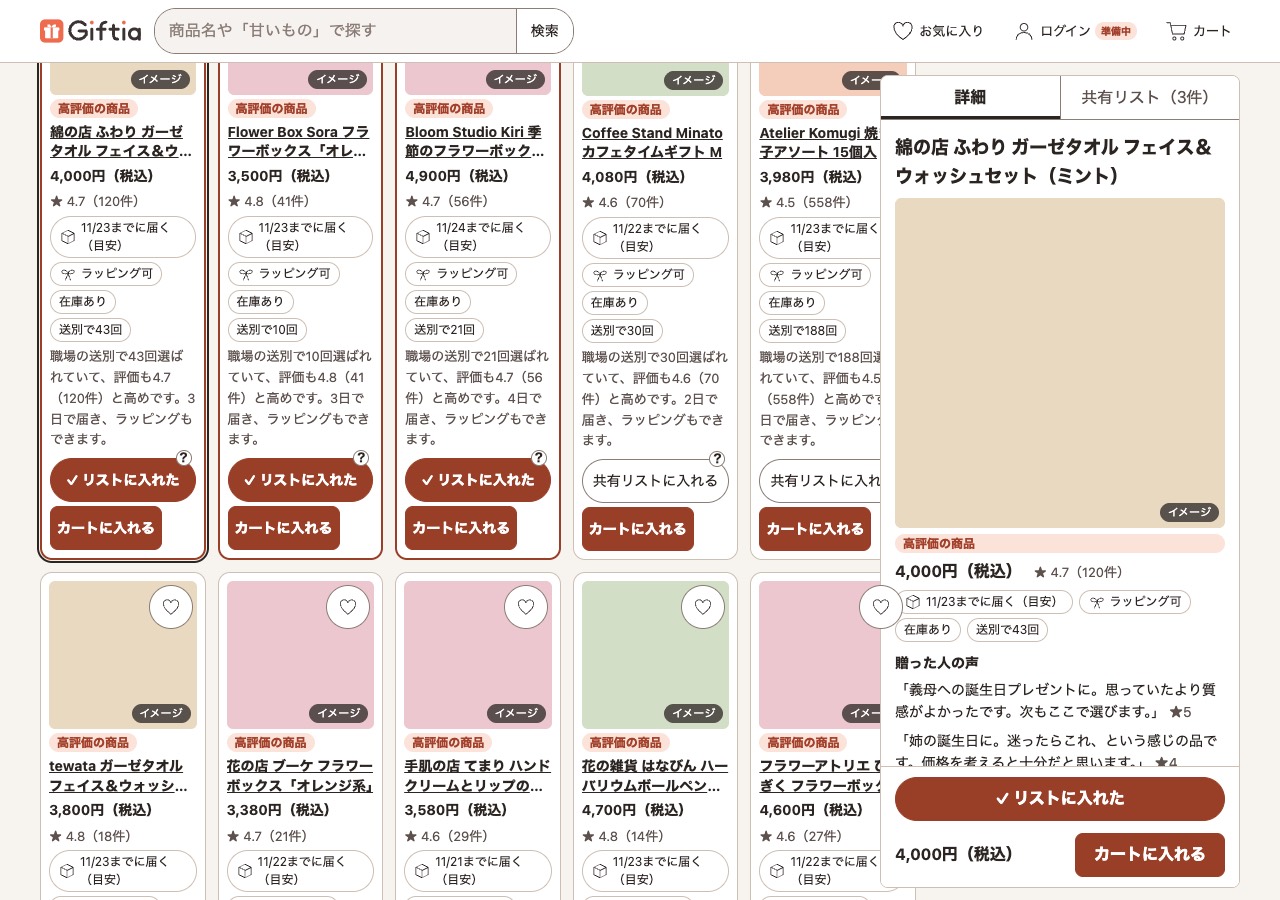 Giftia
商品名や「甘いもの」で探す
検索
お気に入り
ログイン 準備中
カート
イメージ
高評価の商品
綿の店 ふわり ガーゼ
タオル フェイス&ウ…
4,000円（税込）
★ 4.7（120件）
11/23までに届く
（目安）
ラッピング可
在庫あり
送別で43回
職場の送別で43回選ば
れていて、評価も4.7
（120件）と高めです。3
日で届き、ラッピングも
できます。
?
✓ リストに入れた
カートに入れる
イメージ
高評価の商品
Flower Box Sora フラ
ワーボックス「オレ…
3,500円（税込）
★ 4.8（41件）
11/23までに届く
（目安）
ラッピング可
在庫あり
送別で10回
職場の送別で10回選ばれ
ていて、評価も4.8（41
件）と高めです。3日で
届き、ラッピングもでき
ます。
?
✓ リストに入れた
カートに入れる
イメージ
高評価の商品
Bloom Studio Kiri 季
節のフラワーボック…
4,900円（税込）
★ 4.7（56件）
11/24までに届く
（目安）
ラッピング可
在庫あり
送別で21回
職場の送別で21回選ばれ
ていて、評価も4.7（56
件）と高めです。4日で
届き、ラッピングもでき
ます。
?
✓ リストに入れた
カートに入れる
イメージ
高評価の商品
Coffee Stand Minato
カフェタイムギフト M
4,080円（税込）
★ 4.6（70件）
11/22までに届く
（目安）
ラッピング可
在庫あり
送別で30回
職場の送別で30回選ばれ
ていて、評価も4.6（70
件）と高めです。2日で
届き、ラッピングもでき
ます。
?
共有リストに入れる
カートに入れる
イメー
高評価の商品
Atelier Komugi 焼
子アソート 15個入
3,980円（税込）
★ 4.5（558件）
11/23までに届く
（目安）
ラッピング可
在庫あり
送別で188回
職場の送別で188回
れていて、評価も4.5
（558件）と高めです
日で届き、ラッピング
できます。
共有リストに入れ
カートに入れる
イメージ
高評価の商品
tewata ガーゼタオル
フェイス&ウォッシ…
3,800円（税込）
★ 4.8（18件）
11/23までに届く
（目安）
イメージ
高評価の商品
花の店 ブーケ フラワー
ボックス「オレンジ系」
3,380円（税込）
★ 4.7（21件）
11/22までに届く
（目安）
イメージ
高評価の商品
手肌の店 てまり ハンド
クリームとリップの…
3,580円（税込）
★ 4.6（29件）
11/21までに届く
（目安）
イメージ
高評価の商品
花の雑貨 はなびん ハー
バリウムボールペン…
4,700円（税込）
★ 4.8（14件）
11/23までに届く
（目安）
イメー
高評価の商品
フラワーアトリエ
ぎく フラワーボック
4,600円（税込）
★ 4.6（27件）
11/22までに届く
（目安）
詳細
共有リスト（3件）
綿の店 ふわり ガーゼタオル フェイス&
ウォッシュセット（ミント）
イメージ
高評価の商品
4,000円（税込） ★ 4.7（120件）
11/23までに届く（目安） ラッピング可
在庫あり 送別で43回
贈った人の声
「義母への誕生日プレゼントに。思っていたより質
感がよかったです。次もここで選びます。」 ★5
「姉の誕生日に。迷ったらこれ、という感じの品で
す。価格を考えると十分だと思います。」 ★4
✓ リストに入れた
4,000円（税込）
カートに入れる